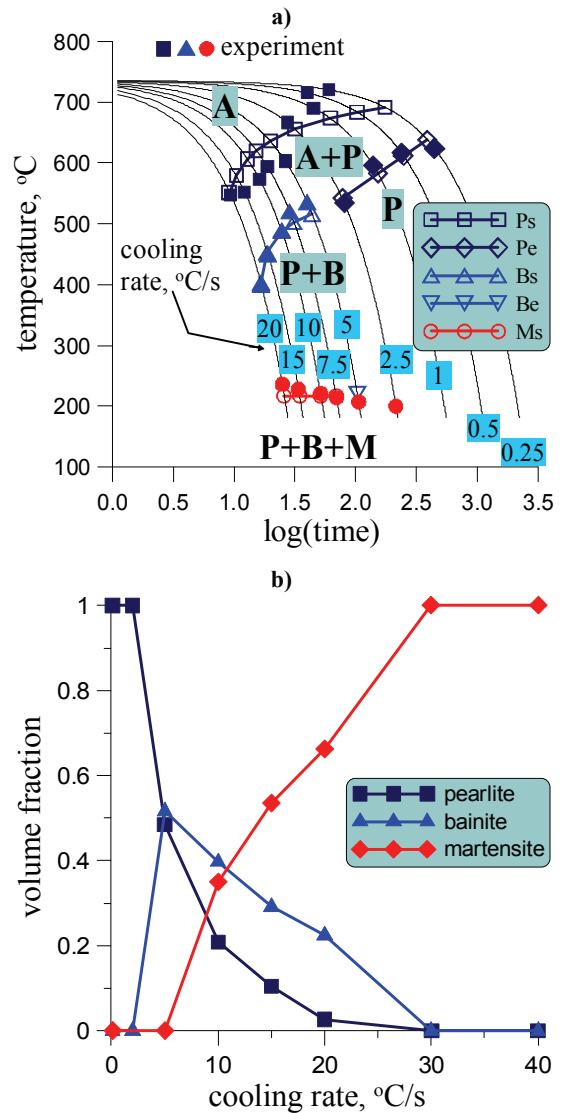 a)
experiment
800
700
600
500
400
300
200
100
temperature, °C
A
A+P
P
P+B
P+B+M
cooling
rate, °C/s
20
15
10
7.5
5
2.5
1
0.5
0.25
Ps
Pe
Bs
Be
Ms
0.0 0.5 1.0 1.5 2.0 2.5 3.0 3.5
log(time)
b)
1
0.8
0.6
0.4
0.2
0
volume fraction
pearlite
bainite
martensite
0 10 20 30 40
cooling rate, °C/s